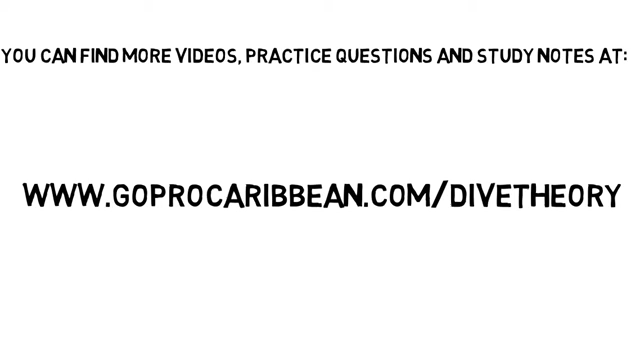 YOU CAN FIND MORE VIDEOS, PRACTICE QUESTIONS AND STUDY NOTES AT:
WWW.GOPROCARIBBEAN.COM/DIVETHEORY